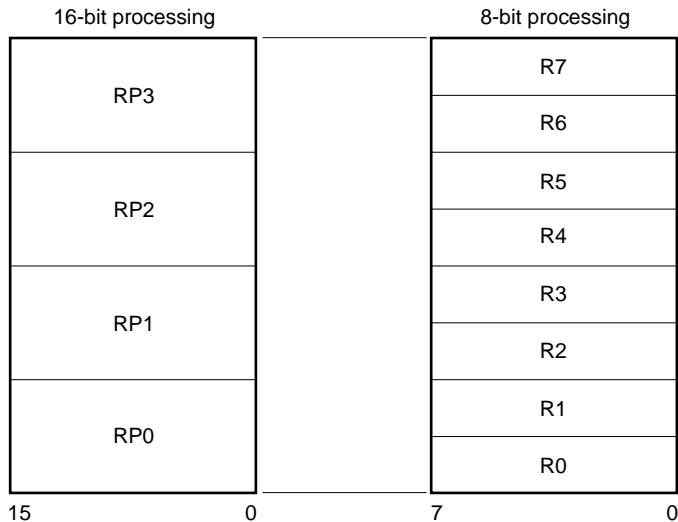 16-bit processing
8-bit processing
RP3
RP2
RP1
RP0
R7
R6
R5
R4
R3
R2
R1
R0
15 0 7 0